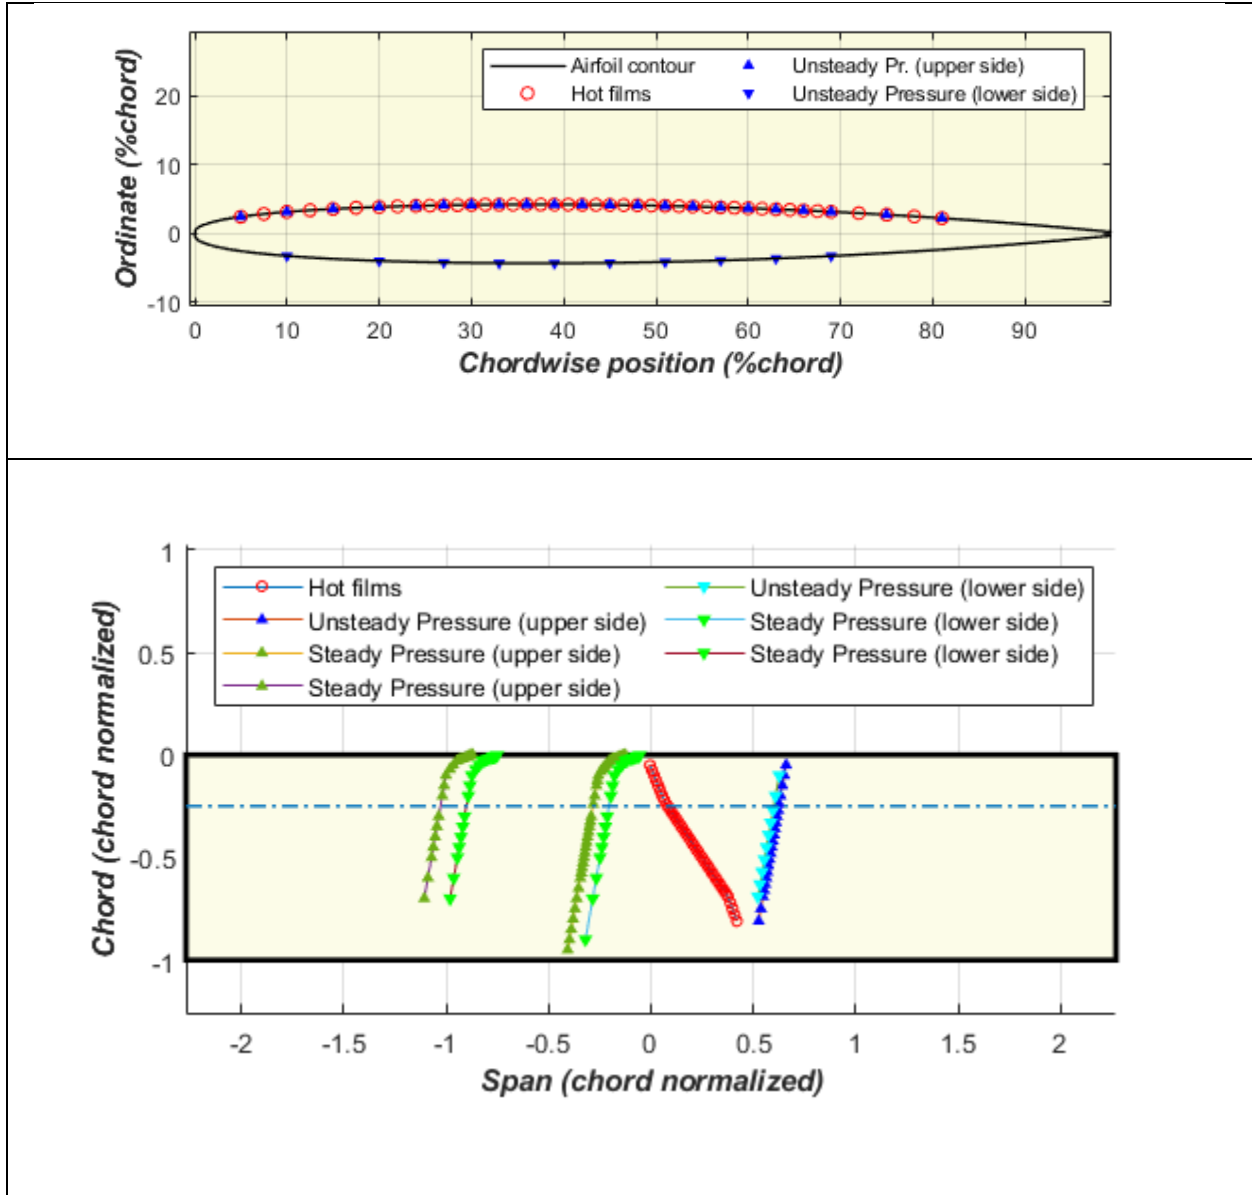 Airfoil contour
Hot films
Unsteady Pr. (upper side)
Unsteady Pressure (lower side)
Ordinate (%chord)
20
10
0
-10
0 10 20 30 40 50 60 70 80 90
Chordwise position (%chord)
Hot films
Unsteady Pressure (upper side)
Steady Pressure (upper side)
Steady Pressure (upper side)
Unsteady Pressure (lower side)
Steady Pressure (lower side)
Steady Pressure (lower side)
Chord (chord normalized)
1
0.5
0
-0.5
-1
-2 -1.5 -1 -0.5 0 0.5 1 1.5 2
Span (chord normalized)